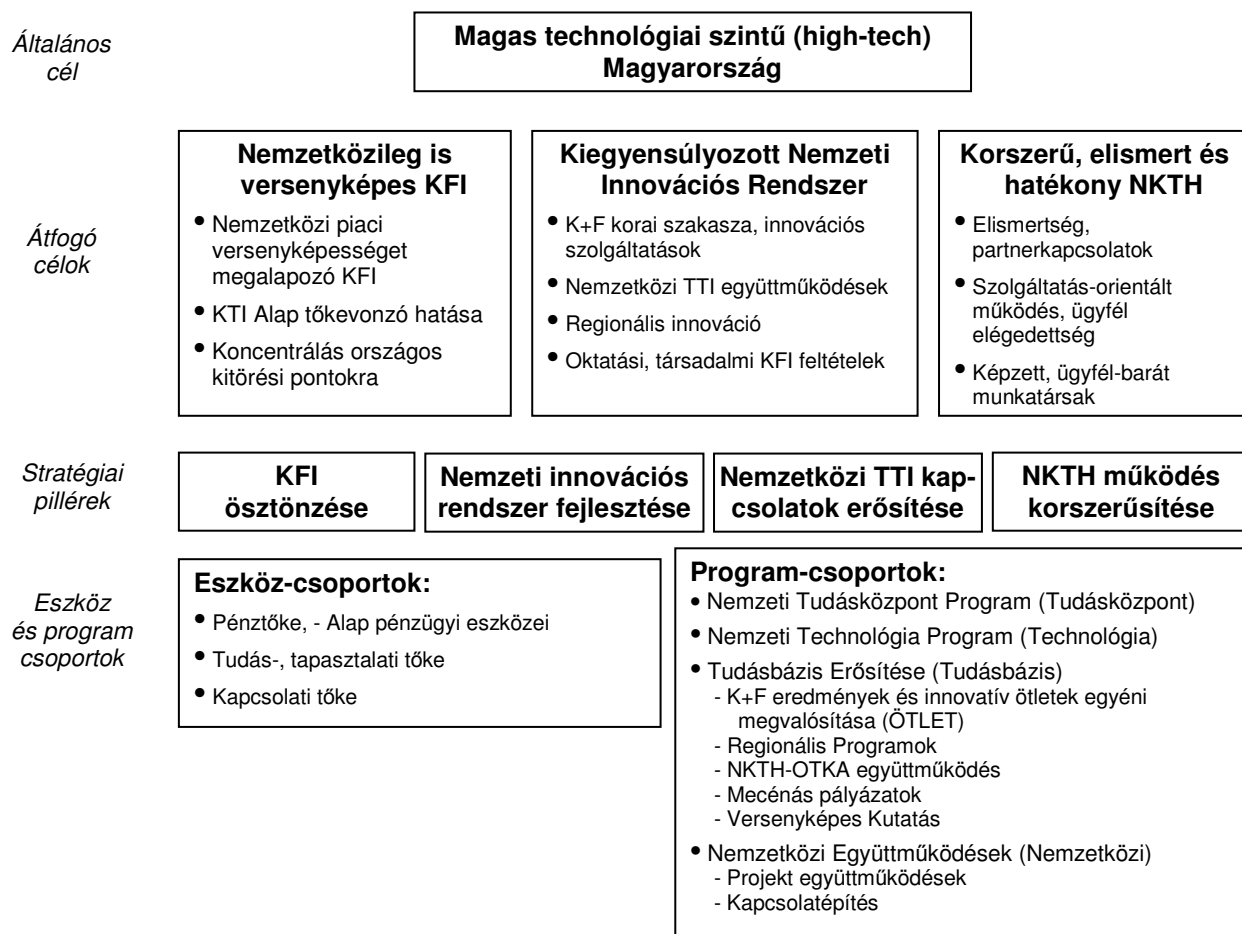 Általános
cél
Magas technológiai szintű (high-tech)
Magyarország
Átfogó
célok
Nemzetközileg is
versenyképes KFI
• Nemzetközi piaci
versenyképességet
megalapozó KFI
• KTI Alap tőkevonzó hatása
• Koncentrálás országos
kitörési pontokra
Kiegyensúlyozott Nemzeti
Innovációs Rendszer
• K+F korai szakasza, innovációs
szolgáltatások
• Nemzetközi TTI együttműködések
• Regionális innováció
• Oktatási, társadalmi KFI feltételek
Korszerű, elismert és
hatékony NKTH
• Elismertség,
partnerkapcsolatok
• Szolgáltatás-orientált
működés, ügyfél
elégedettség
• Képzett, ügyfél-barát
munkatársak
Stratégiai
pillérek
KFI
ösztönzése
Nemzeti innovációs
rendszer fejlesztése
Nemzetközi TTI kap-
csolatok erősítése
NKTH működés
korszerűsítése
Eszköz
és program
csoportok
Eszköz-csoportok:
• Pénztőke, - Alap pénzügyi eszközei
• Tudás-, tapasztalati tőke
• Kapcsolati tőke
Program-csoportok:
• Nemzeti Tudásközpont Program (Tudásközpont)
• Nemzeti Technológia Program (Technológia)
• Tudásbázis Erősítése (Tudásbázis)
- K+F eredmények és innovatív ötletek egyéni
megvalósítása (ÖTLET)
- Regionális Programok
- NKTH-OTKA együttműködés
- Mecénás pályázatok
- Versenyképes Kutatás
• Nemzetközi Együttműködések (Nemzetközi)
- Projekt együttműködések
- Kapcsolatépítés